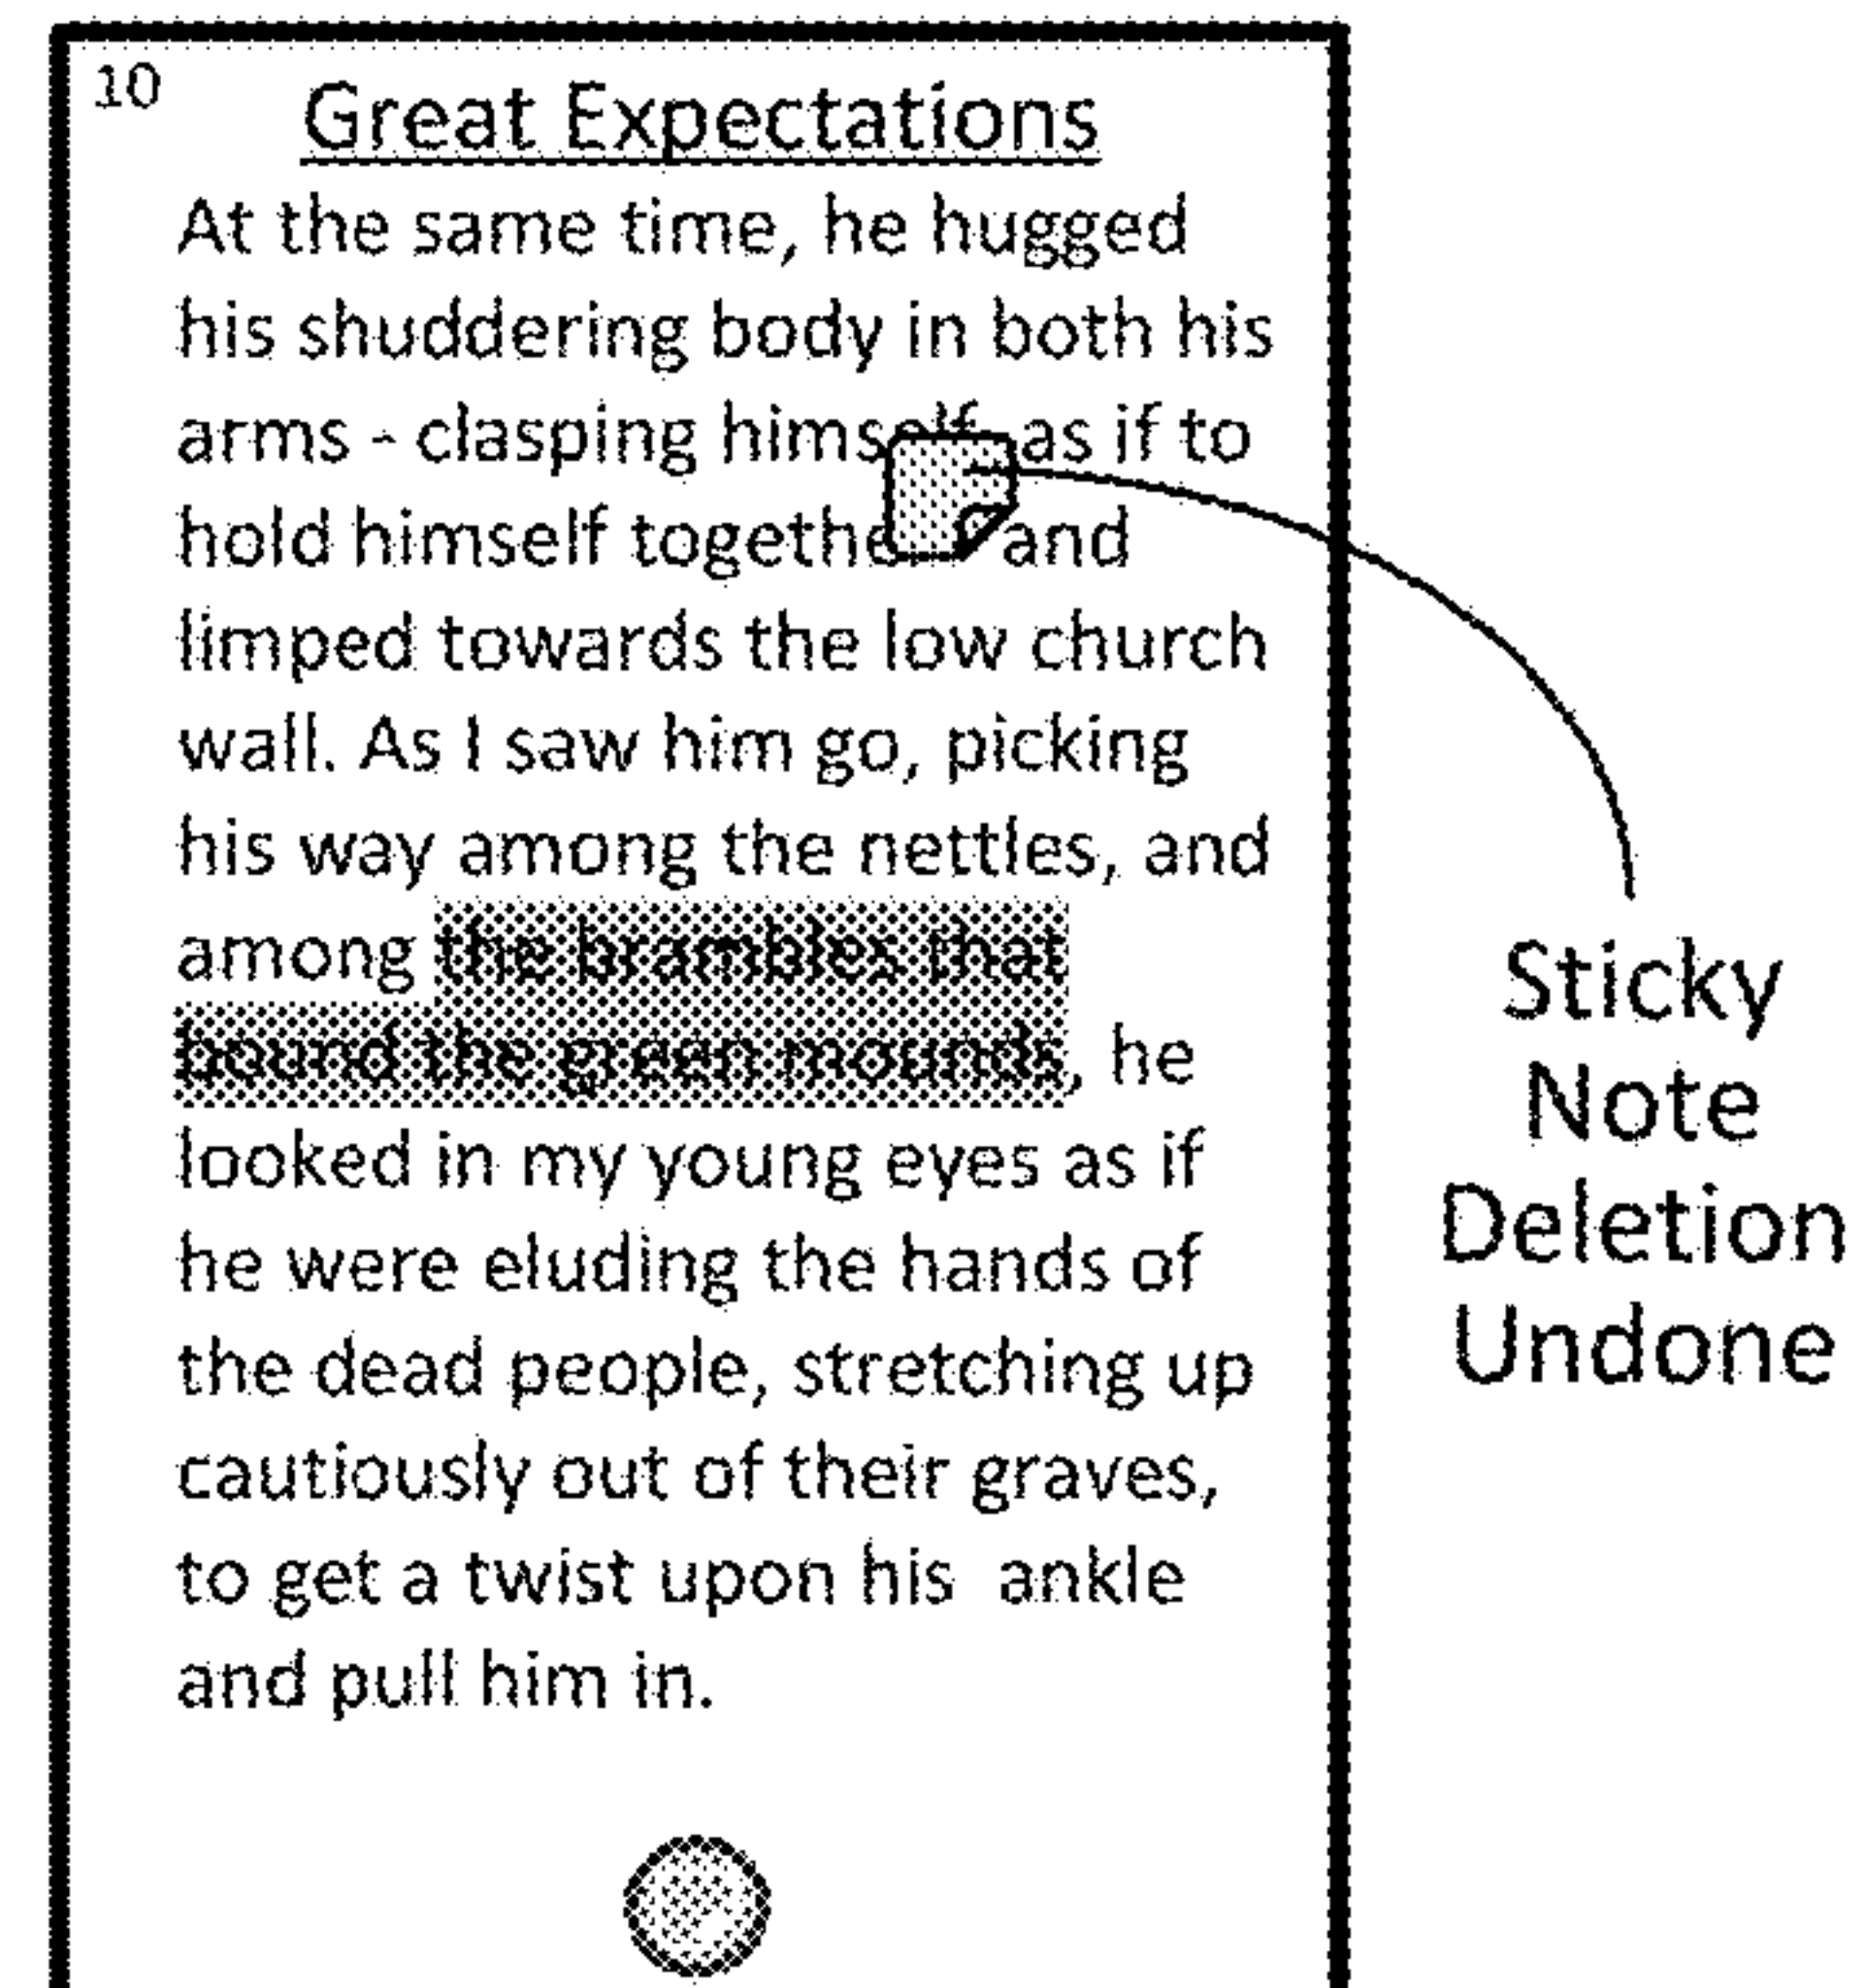 10
Great Expectations
At the same time, he hugged
his shuddering body in both his
arms - clasping himself, as if to
hold himself together and
limped towards the low church
wall. As I saw him go, picking
his way among the nettles, and
among the brambles that
bound the green mounds, he
looked in my young eyes as if
he were eluding the hands of
the dead people, stretching up
cautiously out of their graves,
to get a twist upon his ankle
and pull him in.
Sticky
Note
Deletion
Undone